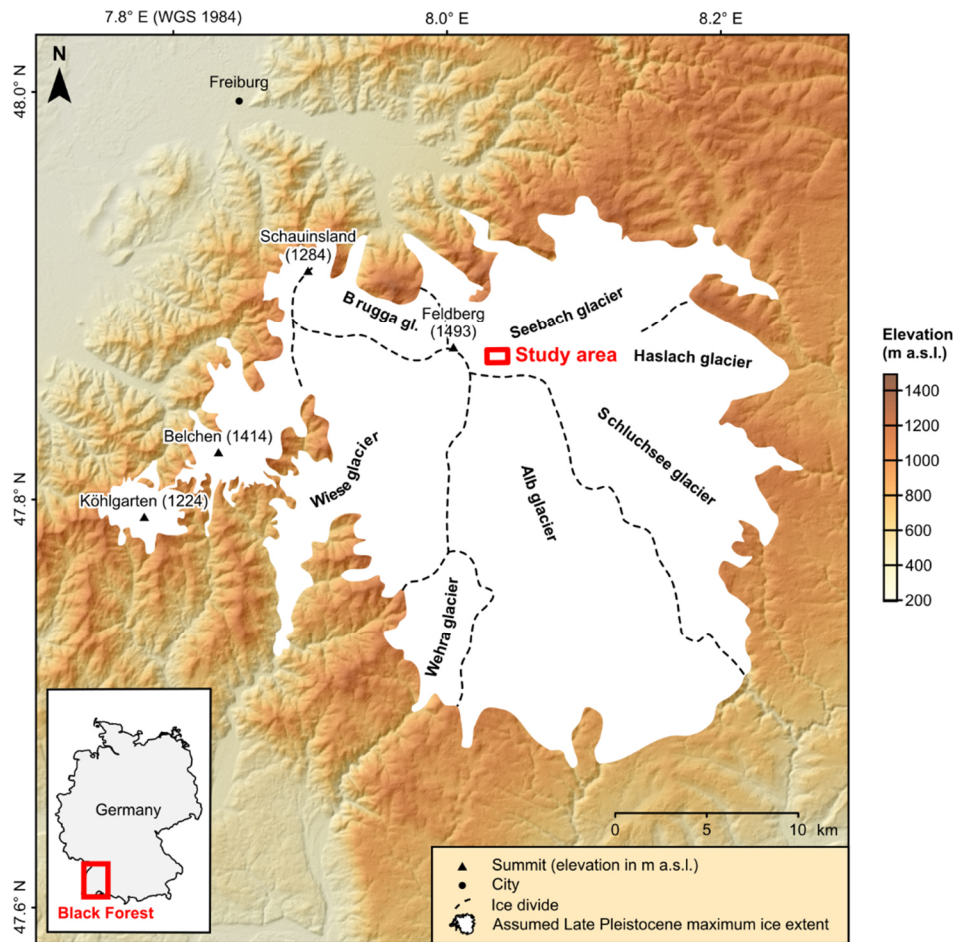 7.8° E (WGS 1984)
8.0° E
8.2° E
N
48.0° N
47.8° N
47.6° N
Freiburg
Schauinsland
(1284)
Brugga gl.
Feldberg
(1493)
Seebach glacier
Study area
Haslach glacier
Schluchsee glacier
Belchen (1414)
Wiese glacier
Köhlgarten (1224)
Alb glacier
Wehra glacier
Elevation
(m a.s.l.)
1400
1200
1000
800
600
400
200
Germany
Black Forest
0 5 10 km
Summit (elevation in m a.s.l.)
City
Ice divide
Assumed Late Pleistocene maximum ice extent